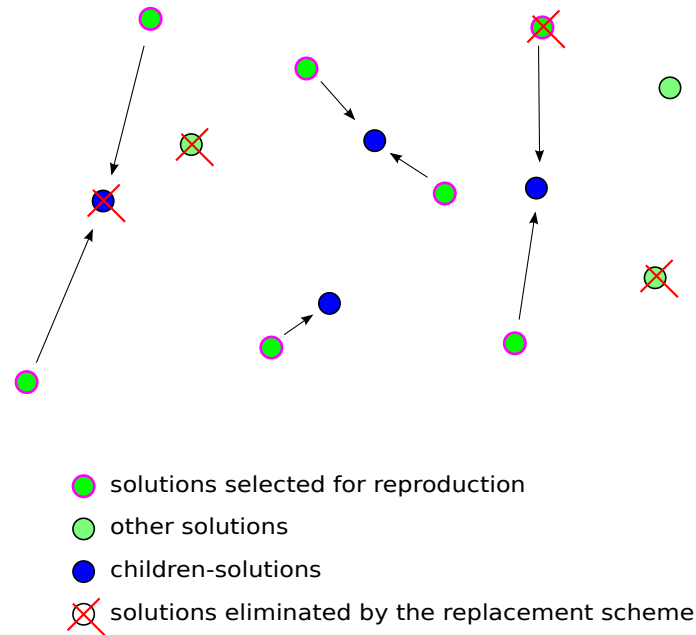 solutions selected for reproduction
other solutions
children-solutions
solutions eliminated by the replacement scheme